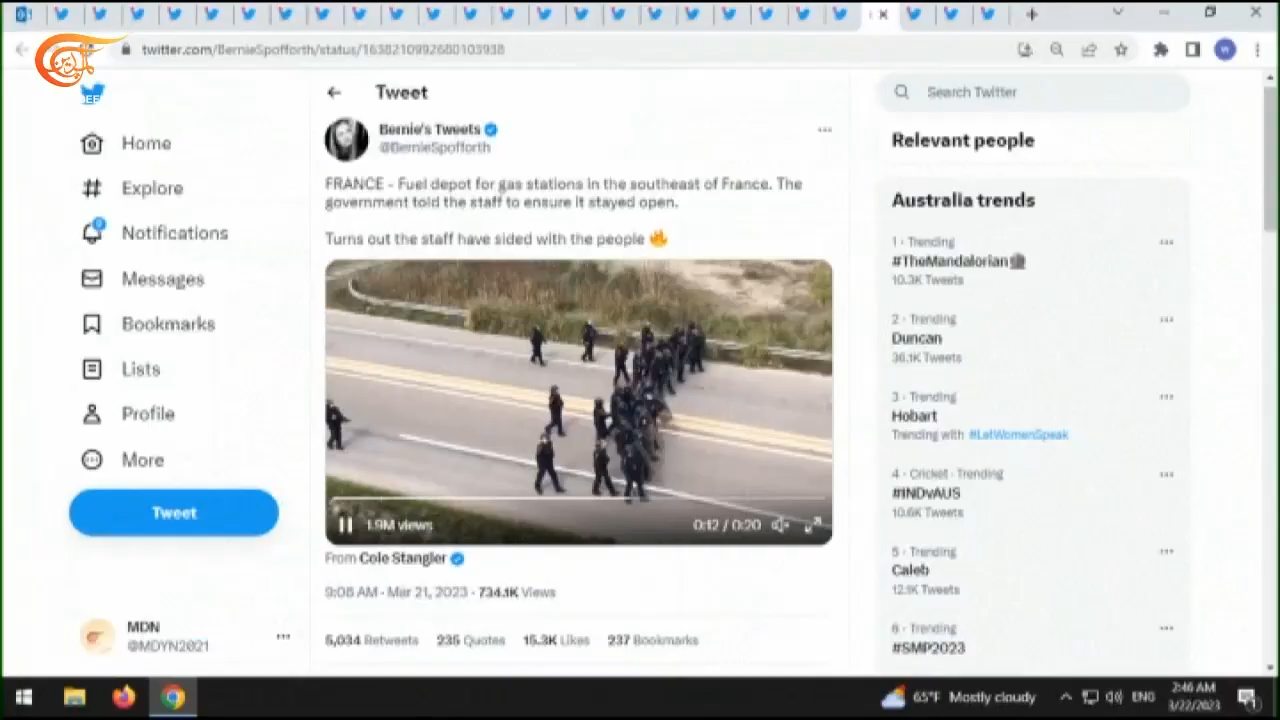 twitter.com/BernieSpofforth/status/1638210992680103938
Tweet
Search Twitter
Bernie's Tweets
@BernieSpofforth
Home
Explore
Notifications
Messages
Bookmarks
Lists
Profile
More
Tweet
MDN
@MDYN2021
FRANCE - Fuel depot for gas stations in the southeast of France. The
government told the staff to ensure it stayed open.
Turns out the staff have sided with the people
1.9M views
0:12 / 0:20
From Cole Stangler
9:08 AM · Mar 21, 2023 · 734.1K Views
5,034 Retweets 235 Quotes 15.3K Likes 237 Bookmarks
Relevant people
Australia trends
1 · Trending
#TheMandalorian
10.3K Tweets
2 · Trending
Duncan
36.1K Tweets
3 · Trending
Hobart
Trending with #LetWomenSpeak
4 · Cricket · Trending
#INDvAUS
10.6K Tweets
5 · Trending
Caleb
12.1K Tweets
6 · Trending
#SMP2023
65°F Mostly cloudy
ENG
2:46 AM
3/22/2023